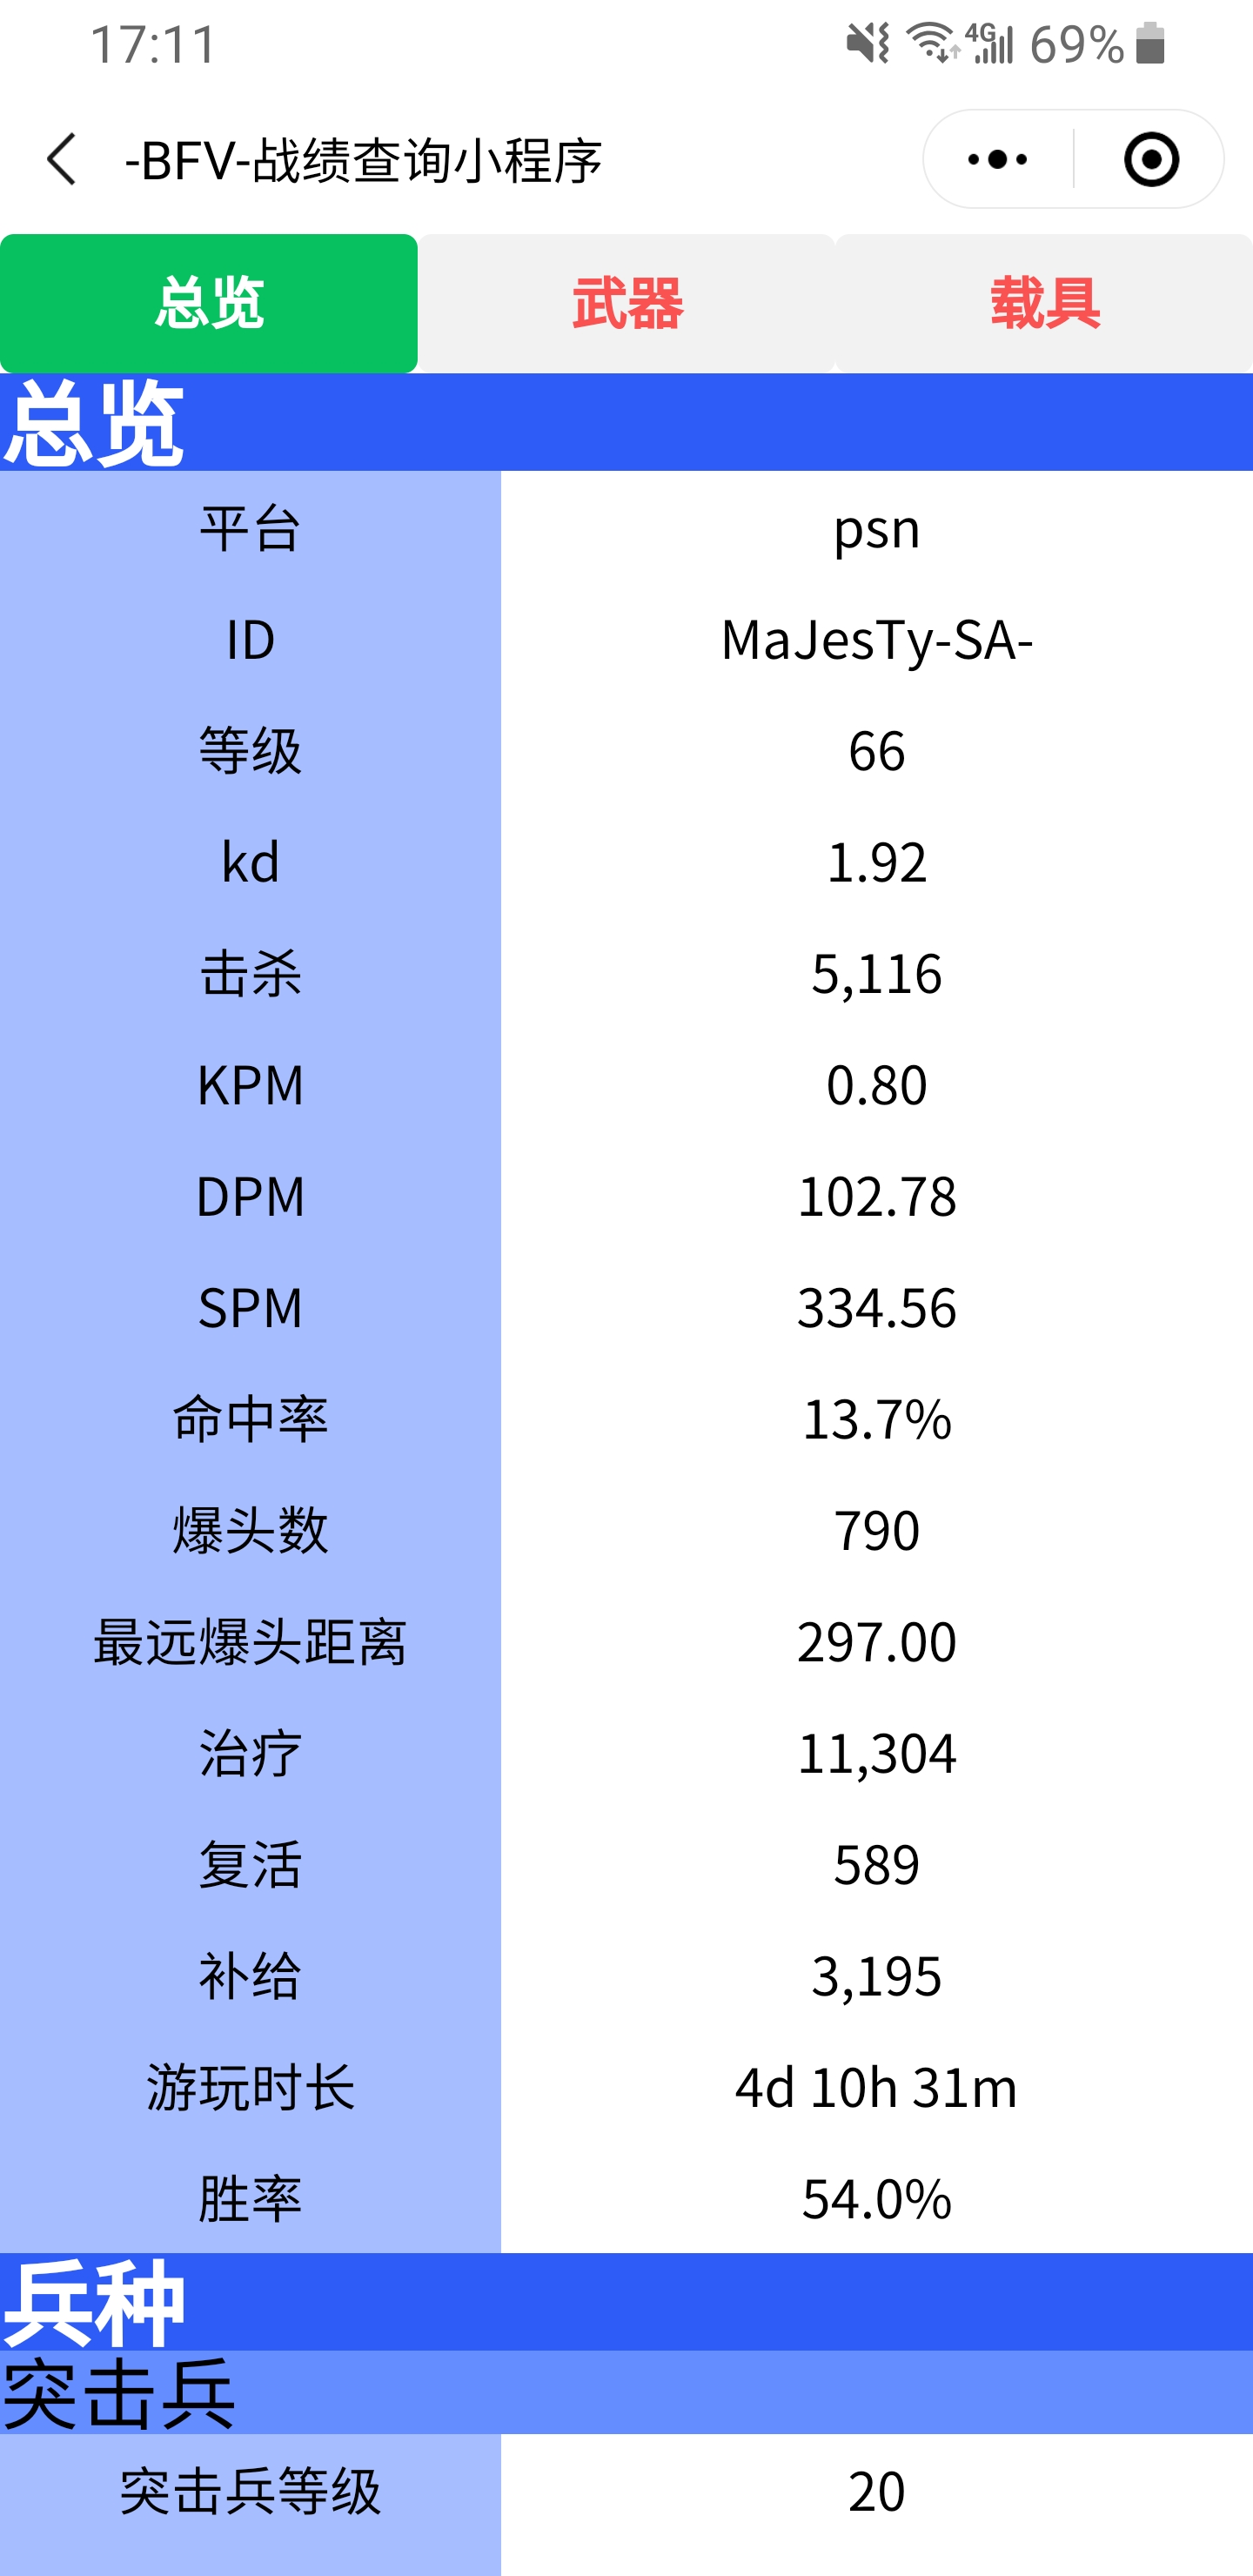 17:11
4G 69%
-BFV-战绩查询小程序
总览 武器 载具
总览
平台 psn
ID MaJesTy-SA-
等级 66
kd 1.92
击杀 5,116
KPM 0.80
DPM 102.78
SPM 334.56
命中率 13.7%
爆头数 790
最远爆头距离 297.00
治疗 11,304
复活 589
补给 3,195
游玩时长 4d 10h 31m
胜率 54.0%
兵种
突击兵
突击兵等级 20